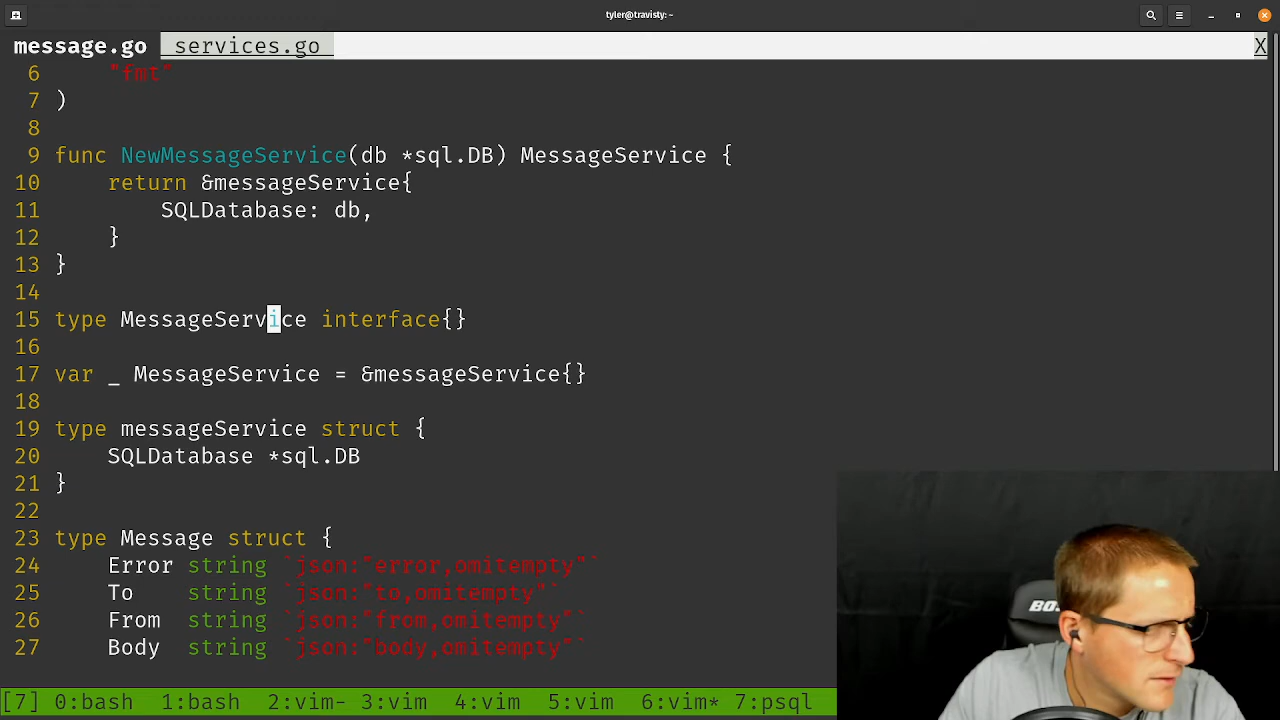 tyler@travisty:~
message.go services.go X
6 "fmt"
7 )
8
9 func NewMessageService(db *sql.DB) MessageService {
10 return &messageService{
11 SQLDatabase: db,
12 }
13 }
14
15 type MessageService interface{}
16
17 var _ MessageService = &messageService{}
18
19 type messageService struct {
20 SQLDatabase *sql.DB
21 }
22
23 type Message struct {
24 Error string `json:"error,omitempty"`
25 To string `json:"to,omitempty"`
26 From string `json:"from,omitempty"`
27 Body string `json:"body,omitempty"`
[7] 0:bash 1:bash 2:vim- 3:vim 4:vim 5:vim 6:vim* 7:psql